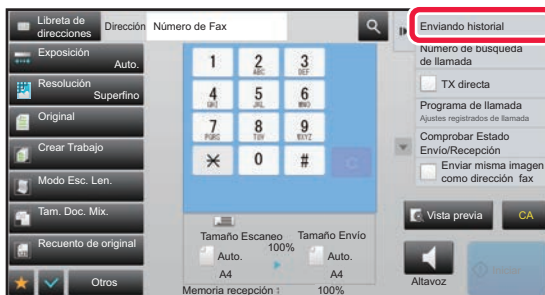 Libreta de
direcciones
Dirección
Número de Fax
Exposición
Auto.
Resolución
Superfino
Original
Crear Trabajo
Modo Esc. Len.
Tam. Doc. Mix.
Recuento de original
Otros
1
2
ABC
3
DEF
4
GHI
5
JKL
6
MNO
7
PQRS
8
TUV
9
WXYZ
0
#
C
Tamaño Escaneo
Tamaño Envío
100%
Auto.
Auto.
A4
A4
Memoria recepción :
100%
Enviando historial
Número de búsqueda
de llamada
TX directa
Programa de llamada
Ajustes registrados de llamada
Comprobar Estado
Envío/Recepción
Enviar misma imagen
como dirección fax
Vista previa
CA
Altavoz